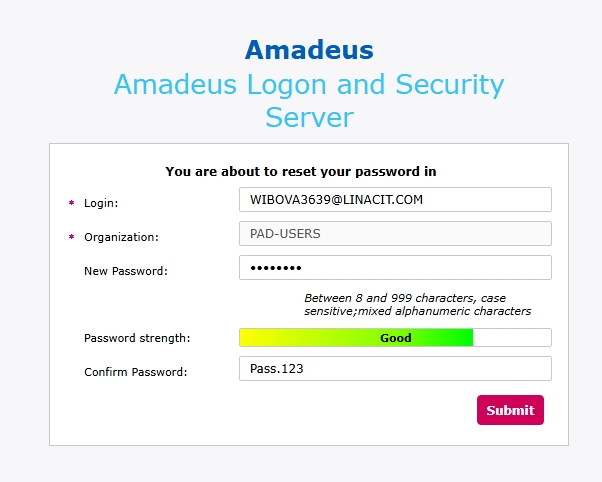 Amadeus
Amadeus Logon and Security
Server
You are about to reset your password in
* Login: WIBOVA3639@LINACIT.COM
* Organization: PAD-USERS
New Password: ••••••••
Between 8 and 999 characters, case
sensitive;mixed alphanumeric characters
Password strength: Good
Confirm Password: Pass.123
Submit